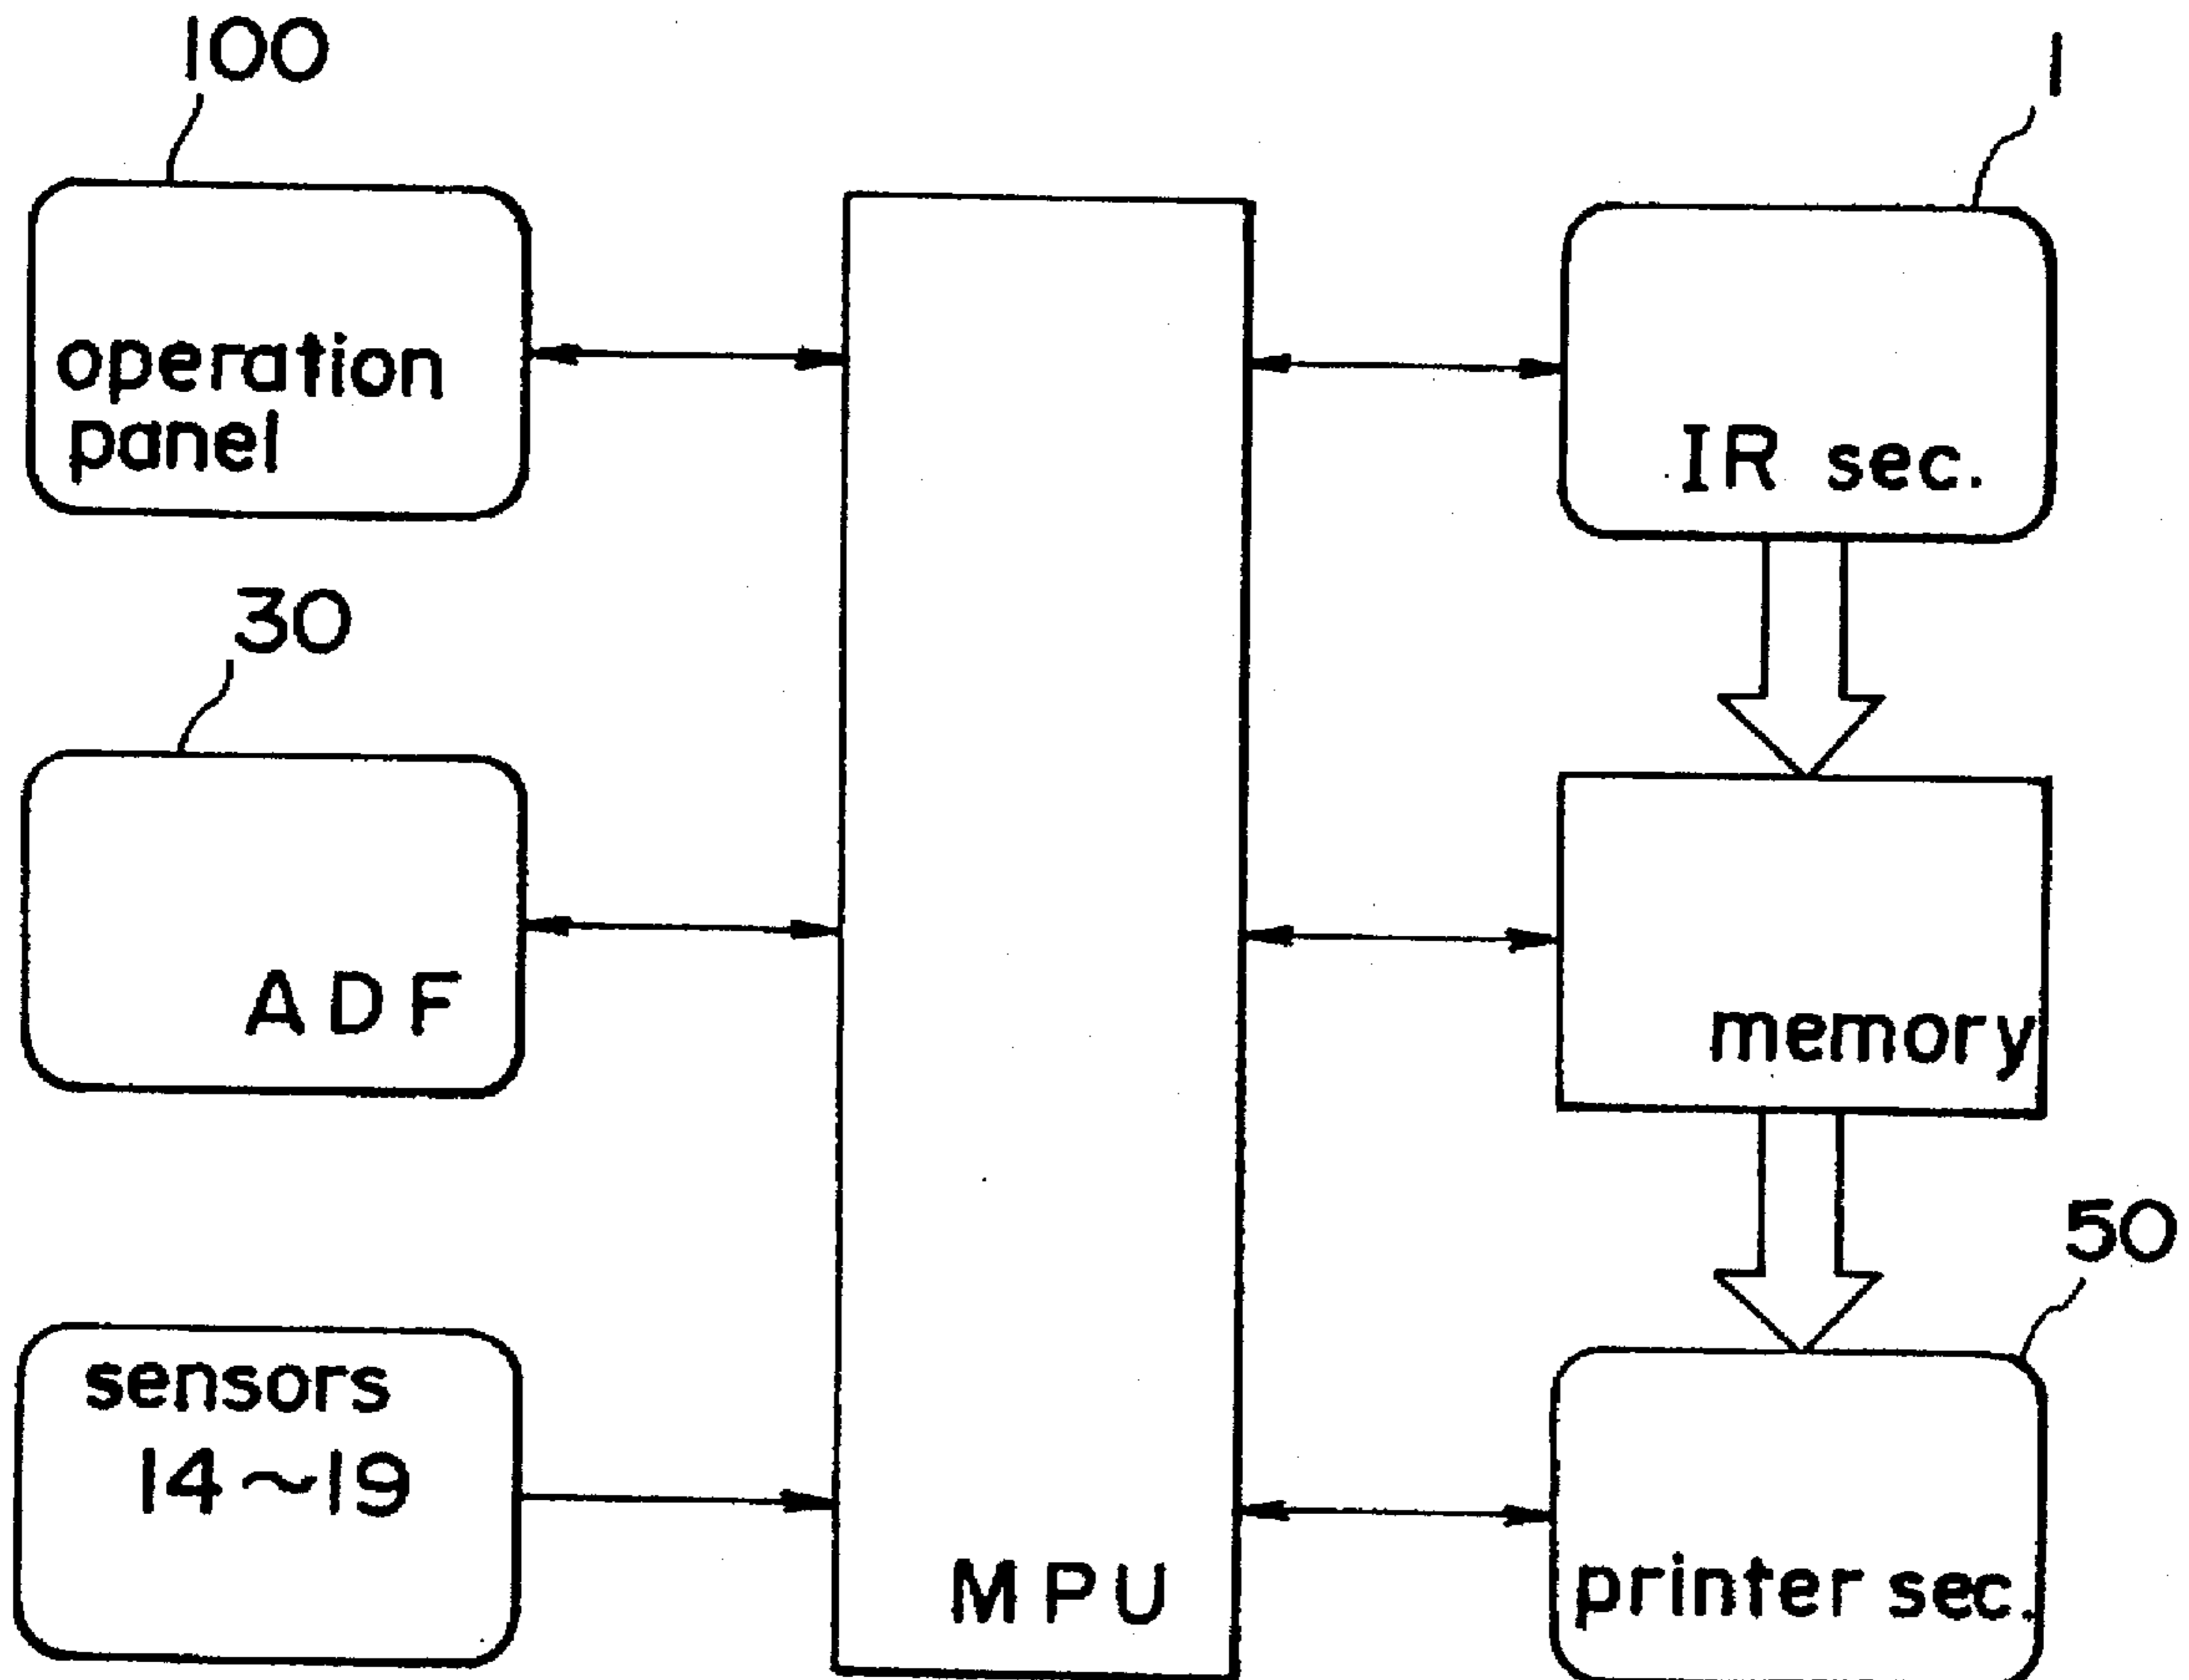 100
1
operation
panel
IR sec.
30
ADF
memory
50
sensors
14~19
MPU
printer sec.